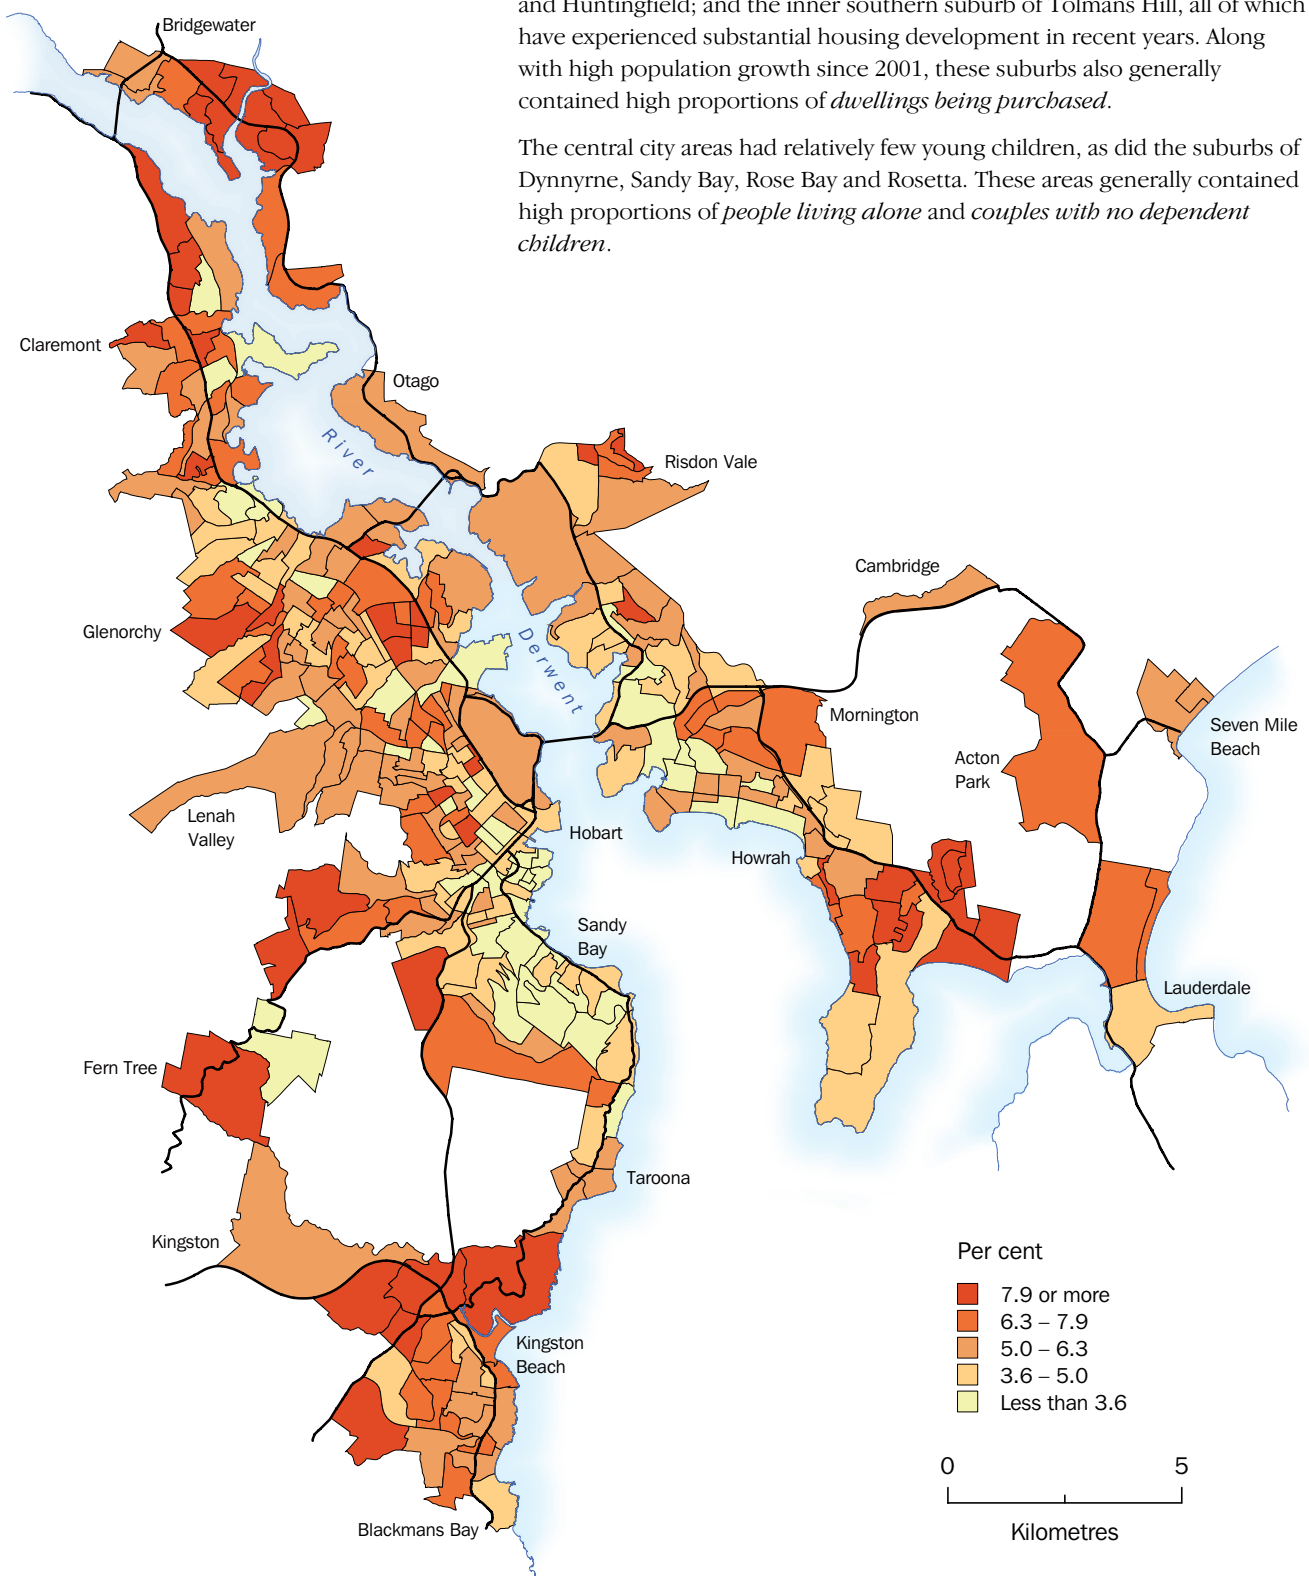 and Huntingfield; and the inner southern suburb of Tolmans Hill, all of which
have experienced substantial housing development in recent years. Along
with high population growth since 2001, these suburbs also generally
contained high proportions of dwellings being purchased.
The central city areas had relatively few young children, as did the suburbs of
Dynnyrne, Sandy Bay, Rose Bay and Rosetta. These areas generally contained
high proportions of people living alone and couples with no dependent
children.
Bridgewater
Claremont
Otago
River
Risdon Vale
Cambridge
Glenorchy
Derwent
Mornington
Seven Mile
Beach
Acton
Park
Lenah
Valley
Hobart
Howrah
Sandy
Bay
Lauderdale
Fern Tree
Taroona
Kingston
Kingston
Beach
Blackmans Bay
Per cent
7.9 or more
6.3 – 7.9
5.0 – 6.3
3.6 – 5.0
Less than 3.6
0 5
Kilometres